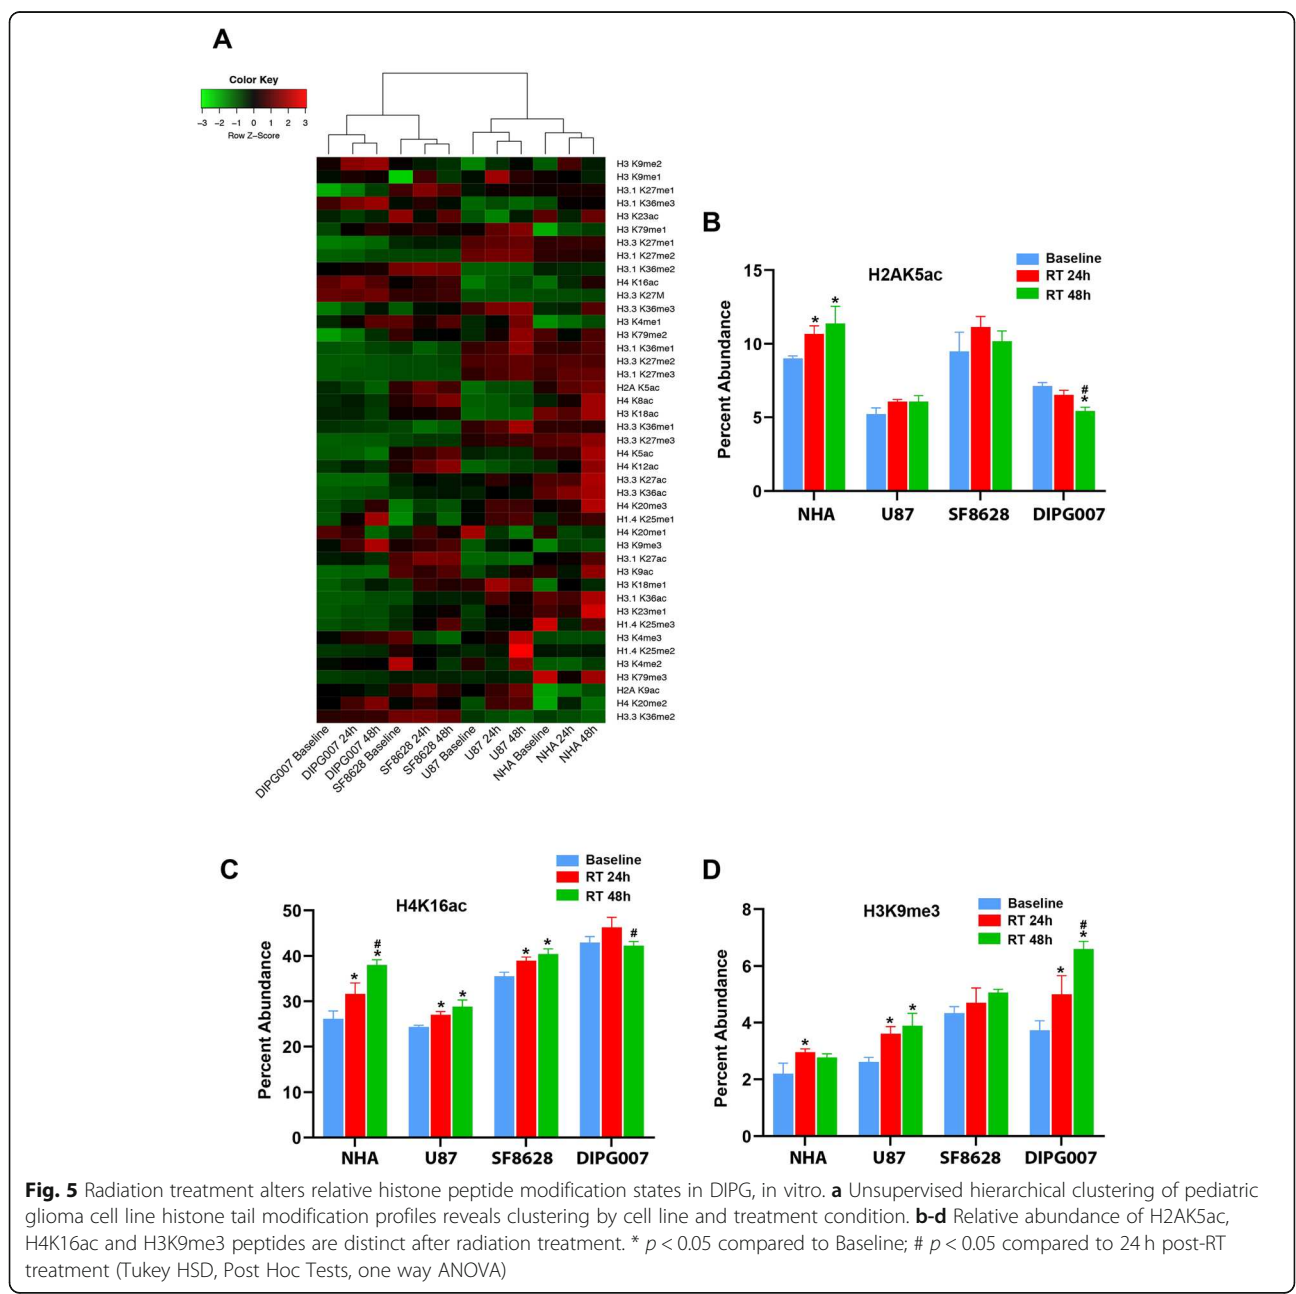 A
Color Key
−3 −2 −1 0 1 2 3
Row Z−Score
H3 K9me2
H3 K9me1
H3.1 K27me1
H3.1 K36me3
H3 K23ac
H3 K79me1
H3.3 K27me1
H3.1 K27me2
H3.1 K36me2
H4 K16ac
H3.3 K27M
H3.3 K36me3
H3 K4me1
H3 K79me2
H3.1 K36me1
H3.3 K27me2
H3.1 K27me3
H2A K5ac
H4 K8ac
H3 K18ac
H3.3 K36me1
H3.3 K27me3
H4 K5ac
H4 K12ac
H3.3 K27ac
H3.3 K36ac
H4 K20me3
H1.4 K25me1
H4 K20me1
H3 K9me3
H3.1 K27ac
H3 K9ac
H3 K18me1
H3.1 K36ac
H3 K23me1
H1.4 K25me3
H3 K4me3
H1.4 K25me2
H3 K4me2
H3 K79me3
H2A K9ac
H4 K20me2
H3.3 K36me2
DIPG007 Baseline
DIPG007 24h
DIPG007 48h
SF8628 Baseline
SF8628 24h
SF8628 48h
U87 Baseline
U87 24h
U87 48h
NHA Baseline
NHA 24h
NHA 48h
B
Baseline
RT 24h
RT 48h
H2AK5ac
Percent Abundance
15
10
5
0
* * # *
NHA U87 SF8628 DIPG007
C
Baseline
RT 24h
RT 48h
H4K16ac
Percent Abundance
50
40
30
20
10
0
* # * * * * * #
NHA U87 SF8628 DIPG007
D
Baseline
RT 24h
RT 48h
H3K9me3
Percent Abundance
8
6
4
2
0
* * * * # *
NHA U87 SF8628 DIPG007
Fig. 5 Radiation treatment alters relative histone peptide modification states in DIPG, in vitro. a Unsupervised hierarchical clustering of pediatric
glioma cell line histone tail modification profiles reveals clustering by cell line and treatment condition. b-d Relative abundance of H2AK5ac,
H4K16ac and H3K9me3 peptides are distinct after radiation treatment. * p < 0.05 compared to Baseline; # p < 0.05 compared to 24 h post-RT
treatment (Tukey HSD, Post Hoc Tests, one way ANOVA)